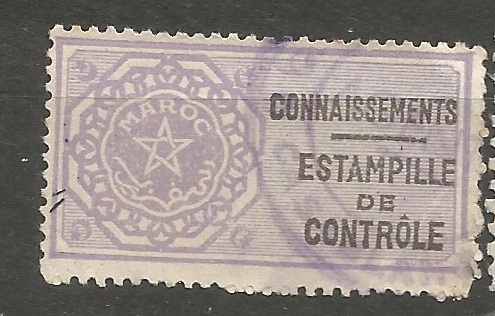 MAROC
CONNAISSEMENTS
ESTAMPILLE
DE
CONTRÔLE